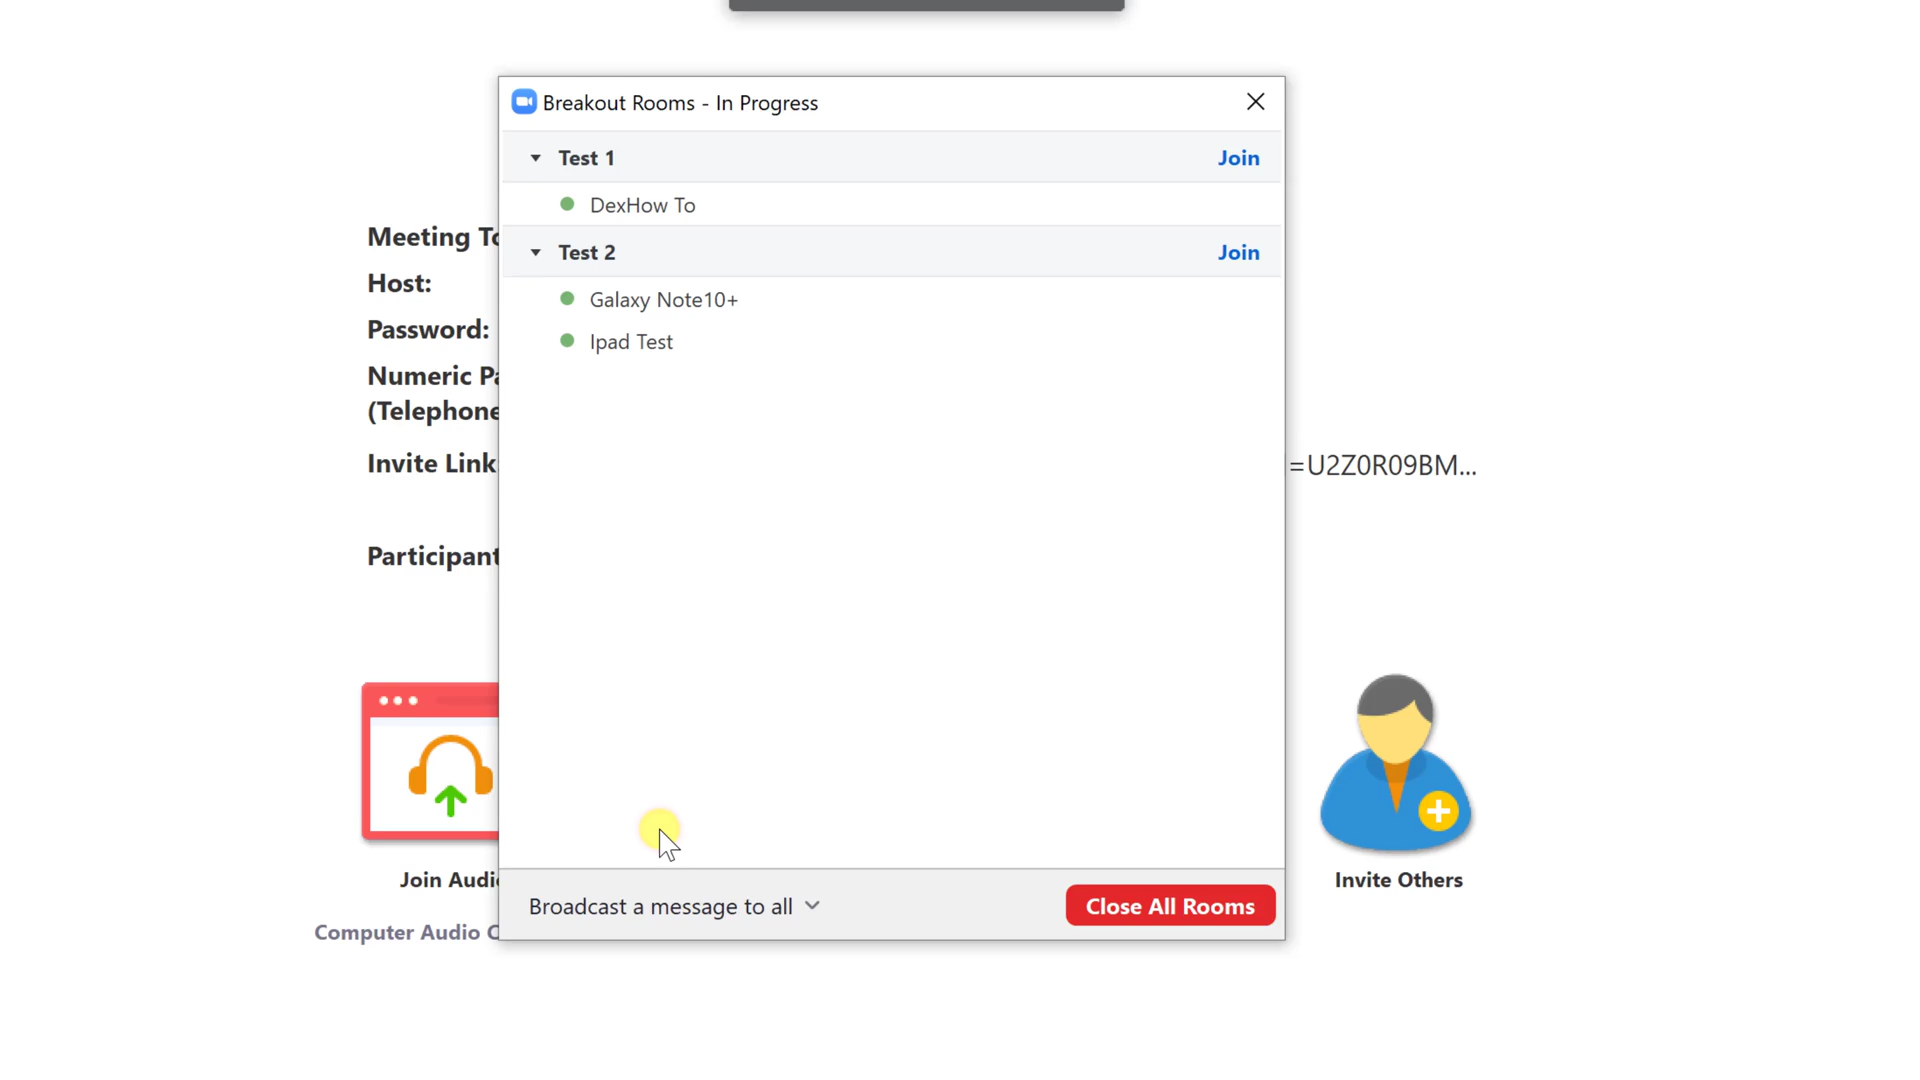 Breakout Rooms - In Progress
Test 1 Join
DexHow To
Test 2 Join
Galaxy Note10+
Ipad Test
Broadcast a message to all
Close All Rooms
Meeting
Host:
Password:
Numeric
(Telephone
Invite Link
=U2Z0R09BM...
Participant
Join
Computer Audio
Invite Others